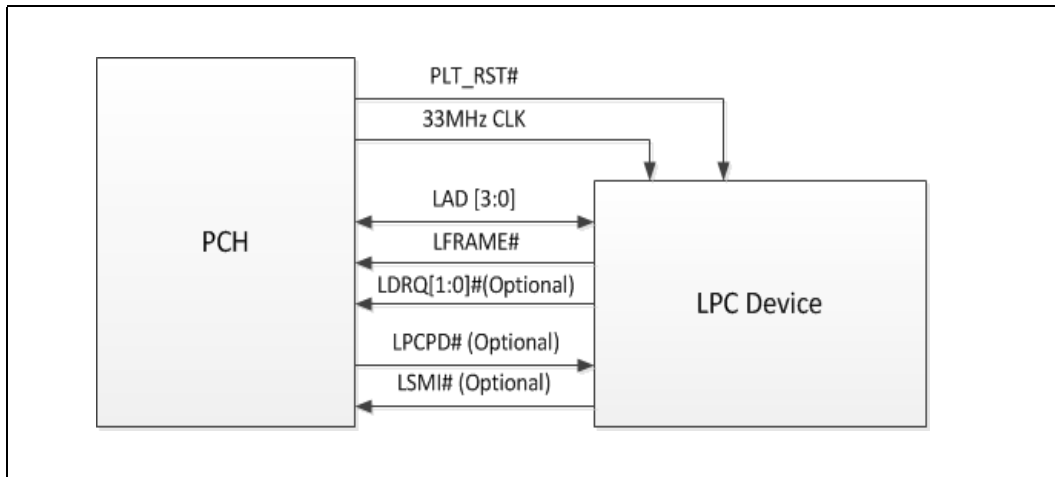 PLT_RST#
33MHz CLK
LAD [3:0]
PCH
LFRAME#
LDRQ[1:0]#(Optional)
LPC Device
LPCPD# (Optional)
LSMI# (Optional)